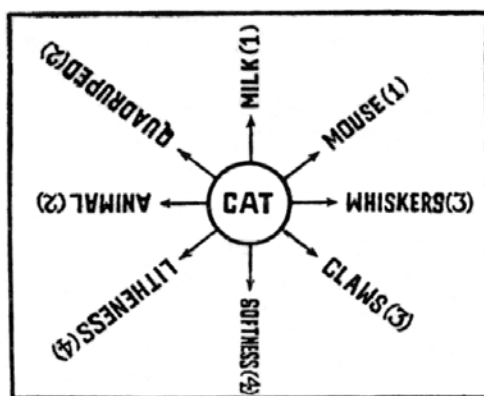 MILK(1)
MOUSE(1)
WHISKERS(3)
CLAWS(3)
SOFTNESS(4)
LITHENESS(4)
ANIMAL(2)
QUADRUPED(2)
CAT